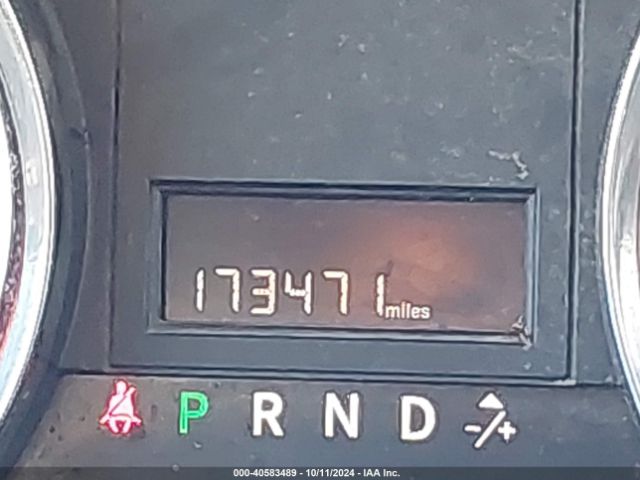 173471 miles
P R N D -/+
000-40583489 - 10/11/2024 - IAA Inc.